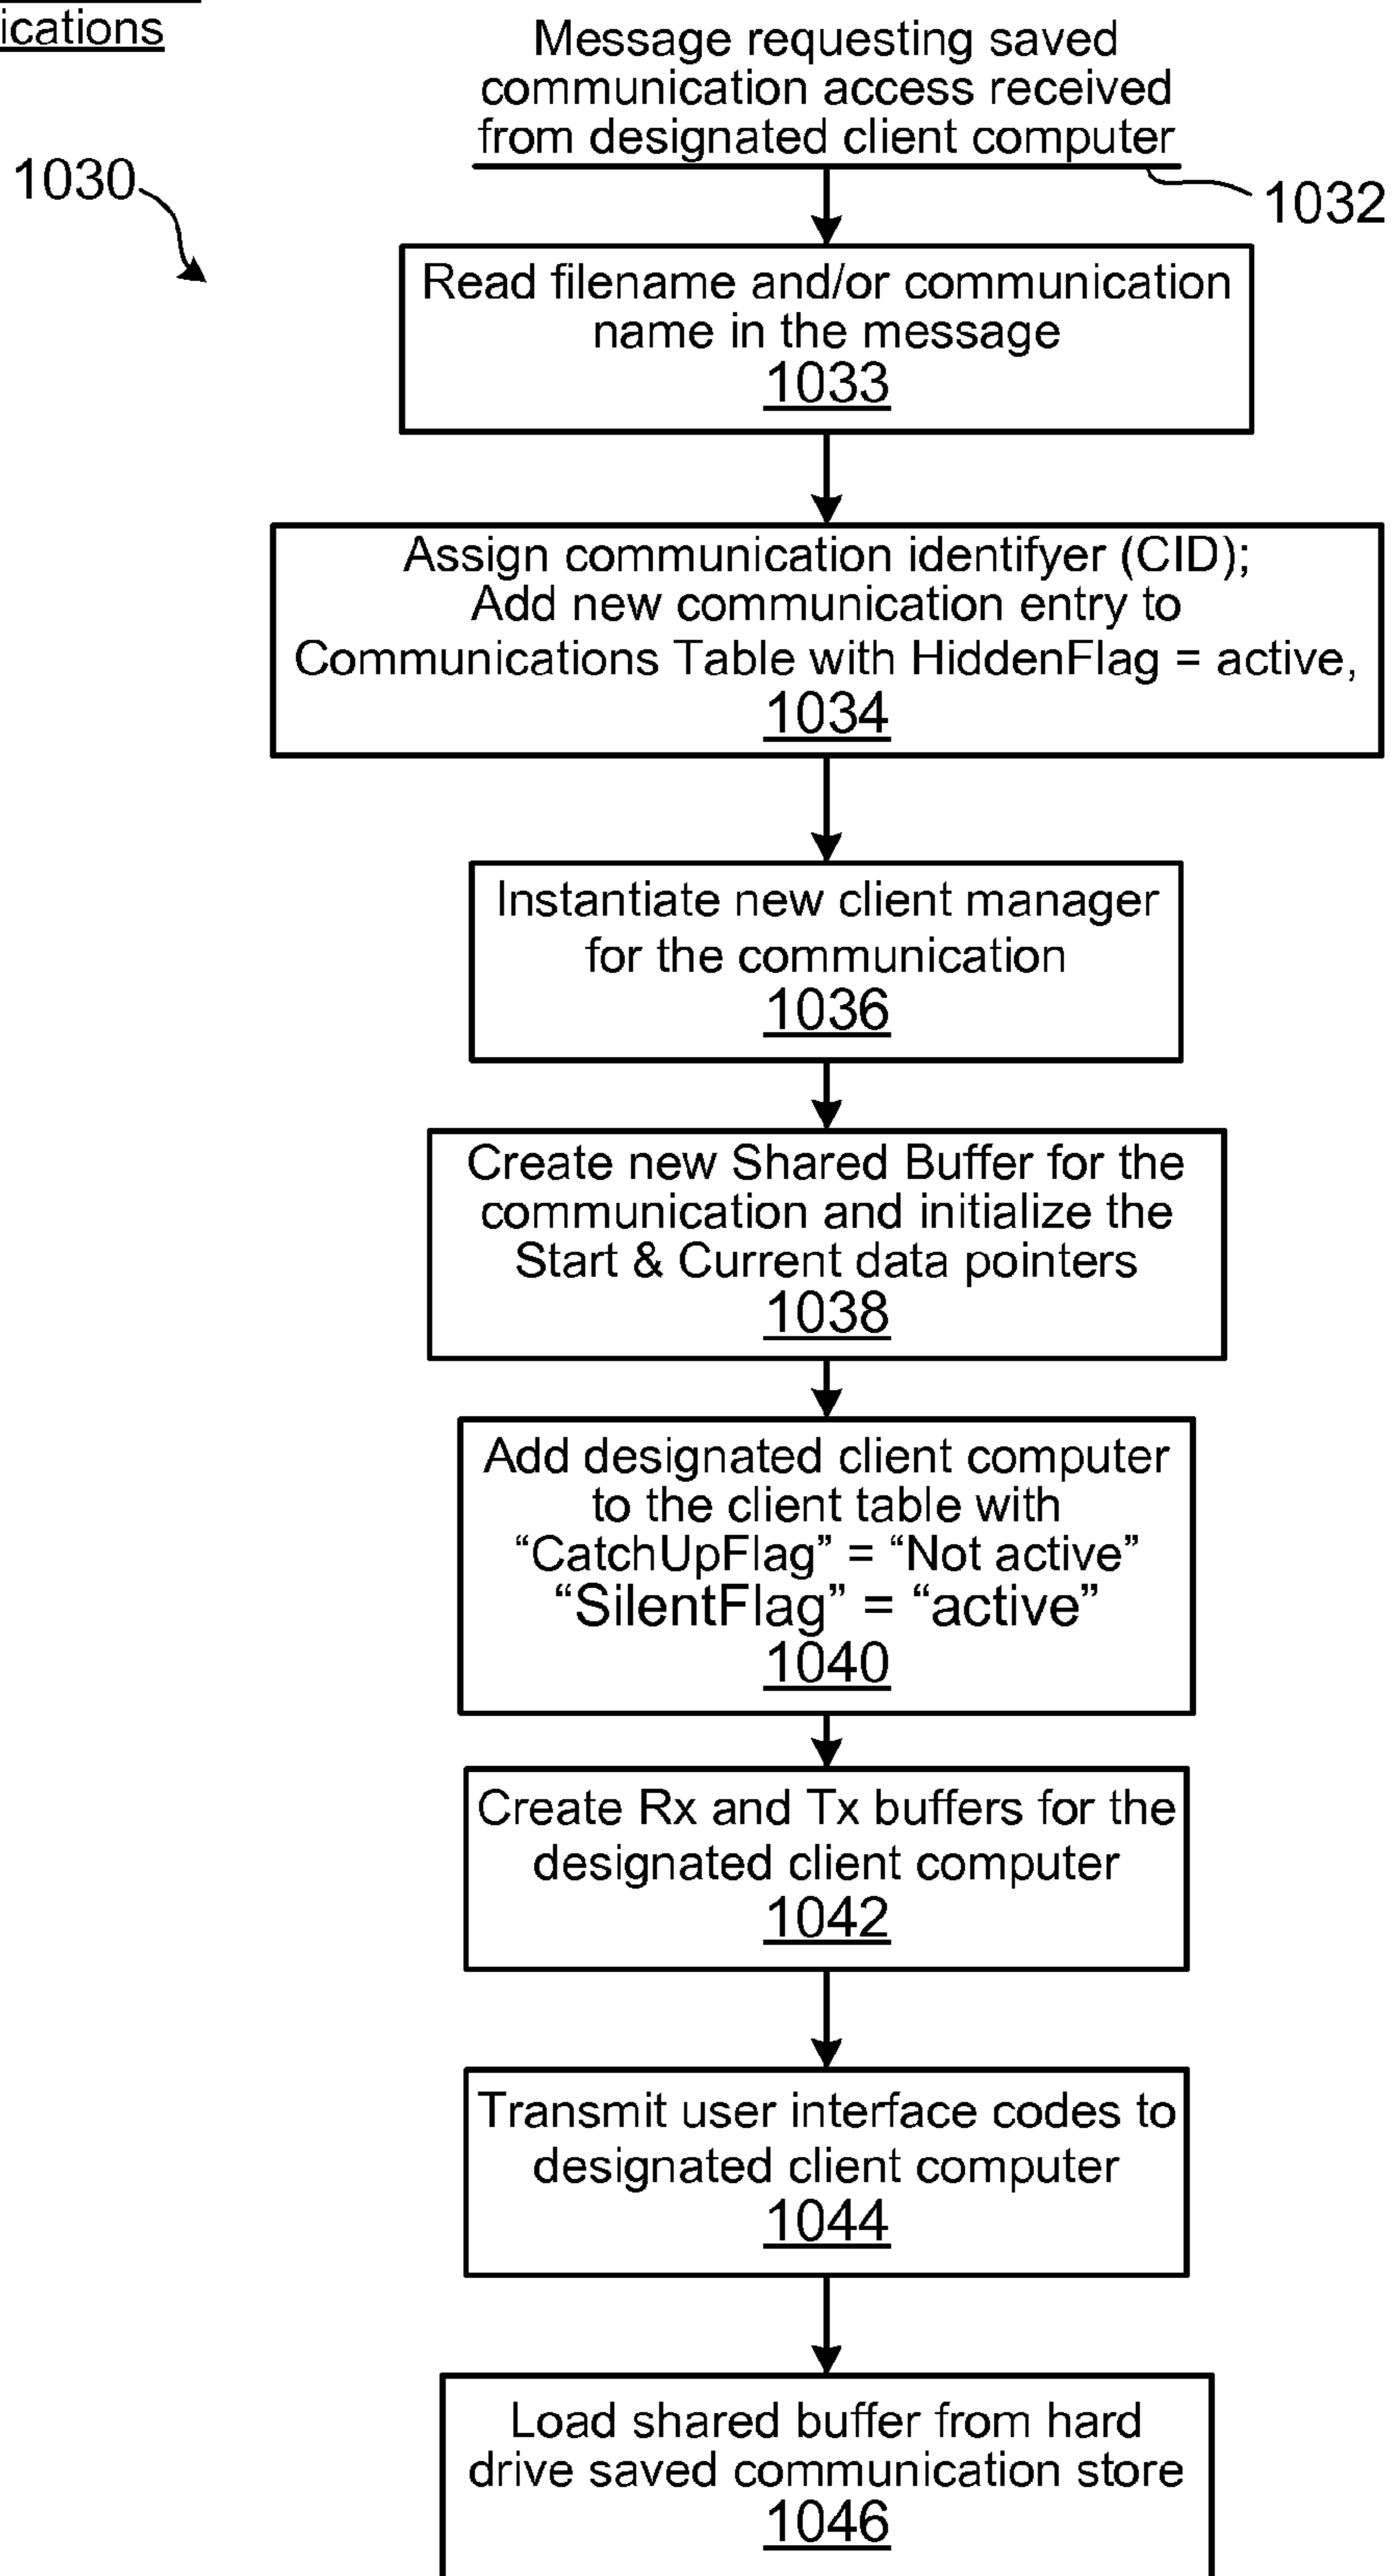 ications
Message requesting saved
communication access received
from designated client computer
1030
1032
Read filename and/or communication
name in the message
1033
Assign communication identifyer (CID);
Add new communication entry to
Communications Table with HiddenFlag = active,
1034
Instantiate new client manager
for the communication
1036
Create new Shared Buffer for the
communication and initialize the
Start & Current data pointers
1038
Add designated client computer
to the client table with
“CatchUpFlag” = “Not active”
“SilentFlag” = “active”
1040
Create Rx and Tx buffers for the
designated client computer
1042
Transmit user interface codes to
designated client computer
1044
Load shared buffer from hard
drive saved communication store
1046